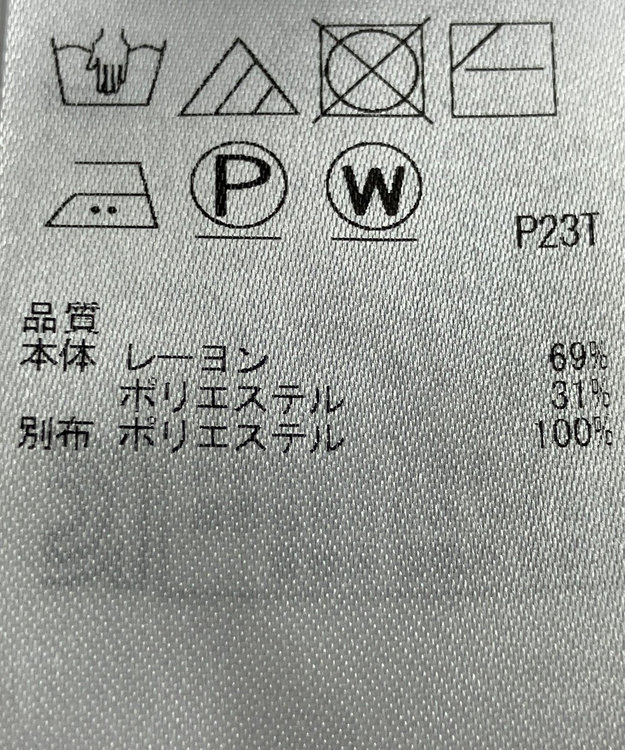 P W
P23T
品質
本体 レーヨン 69%
ポリエステル 31%
別布 ポリエステル 100%